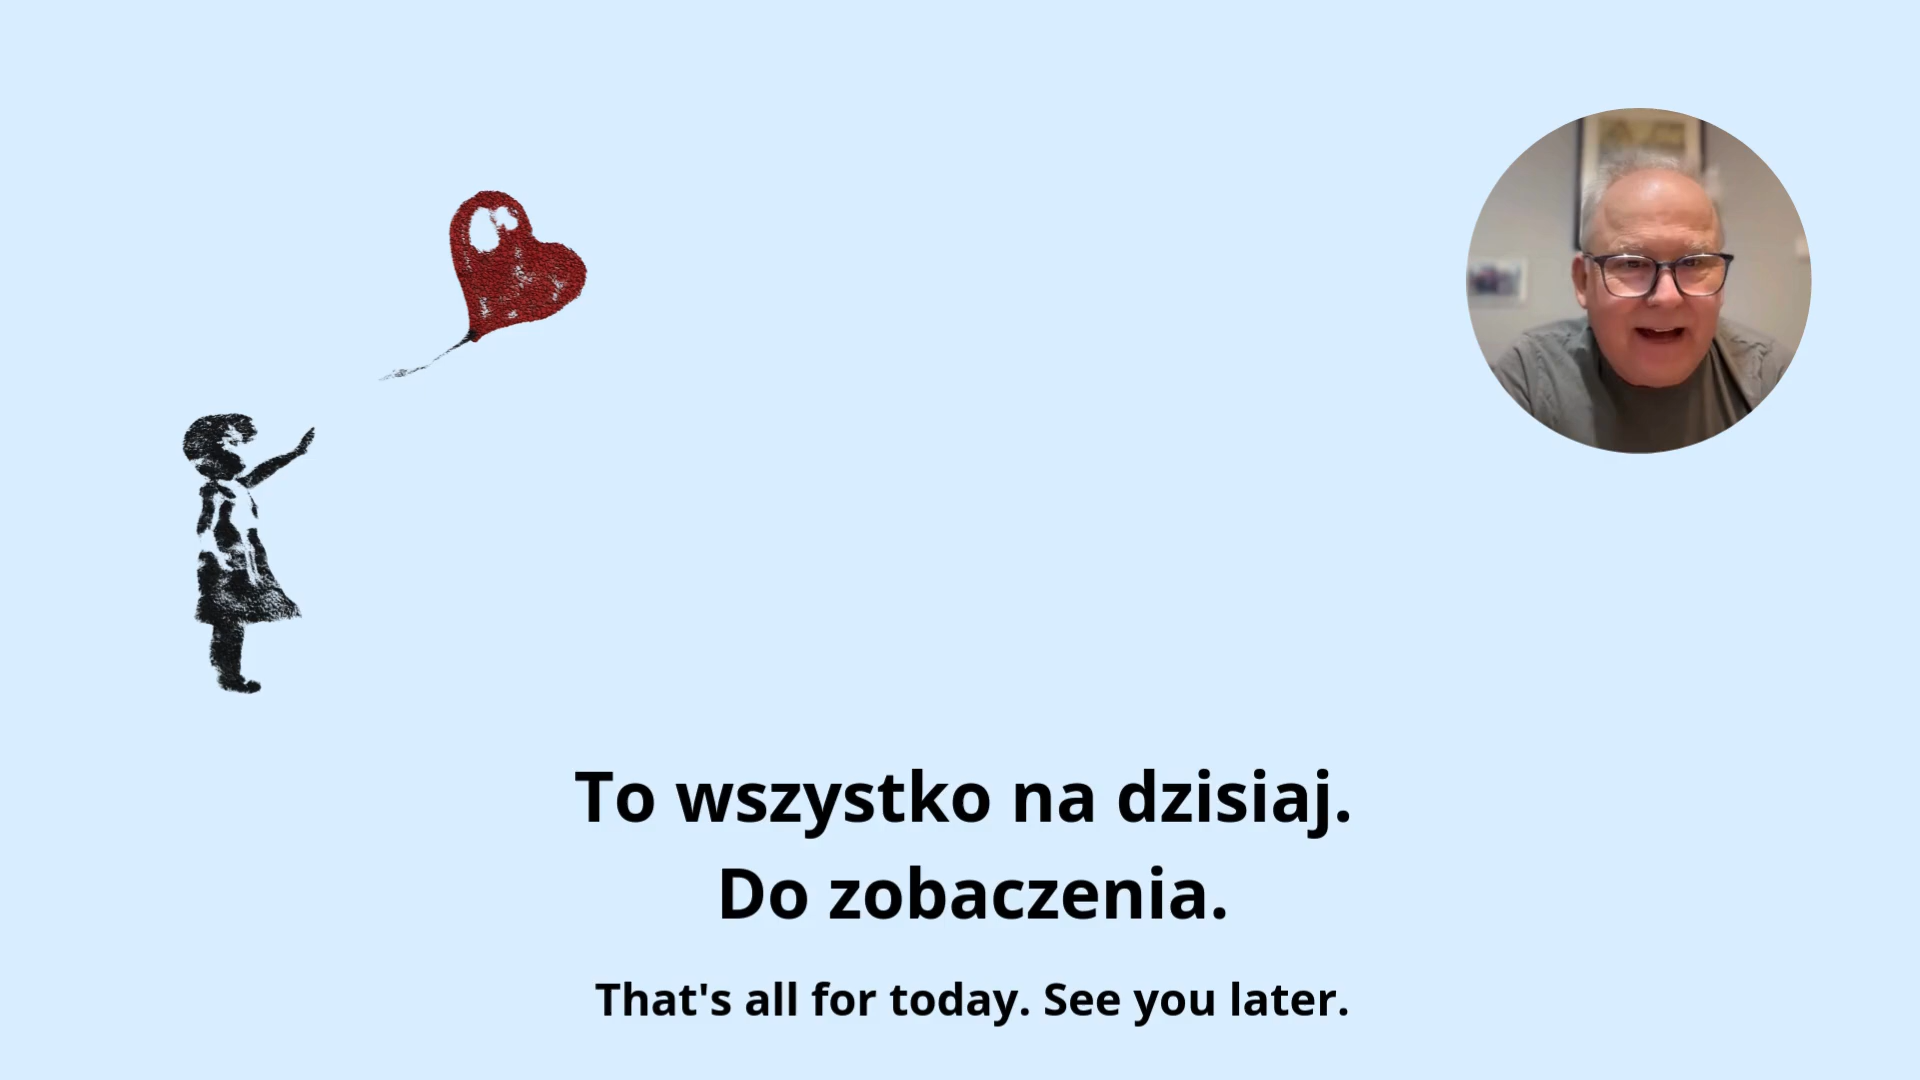 To wszystko na dzisiaj.
Do zobaczenia.
That's all for today. See you later.